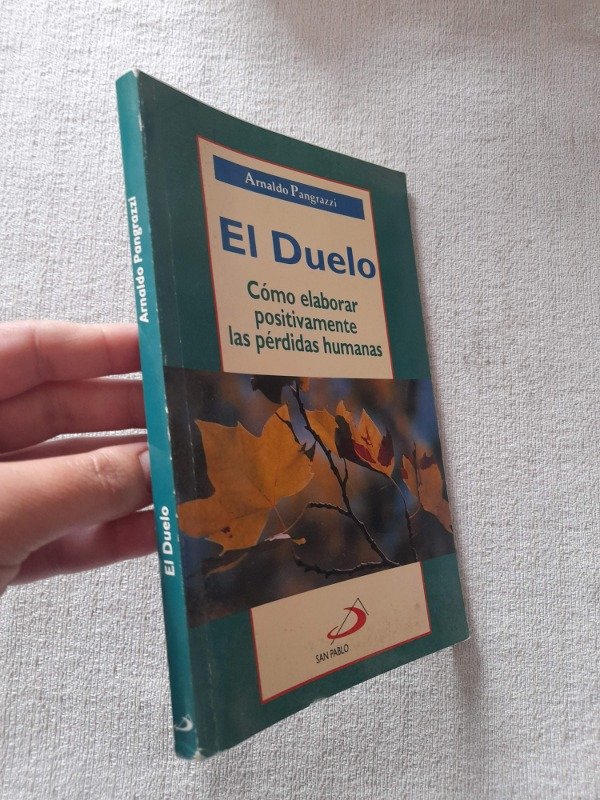 Arnaldo Pangrazzi
El Duelo
Cómo elaborar
positivamente
las pérdidas humanas
SAN PABLO
El Duelo
Arnaldo Pangrazzi